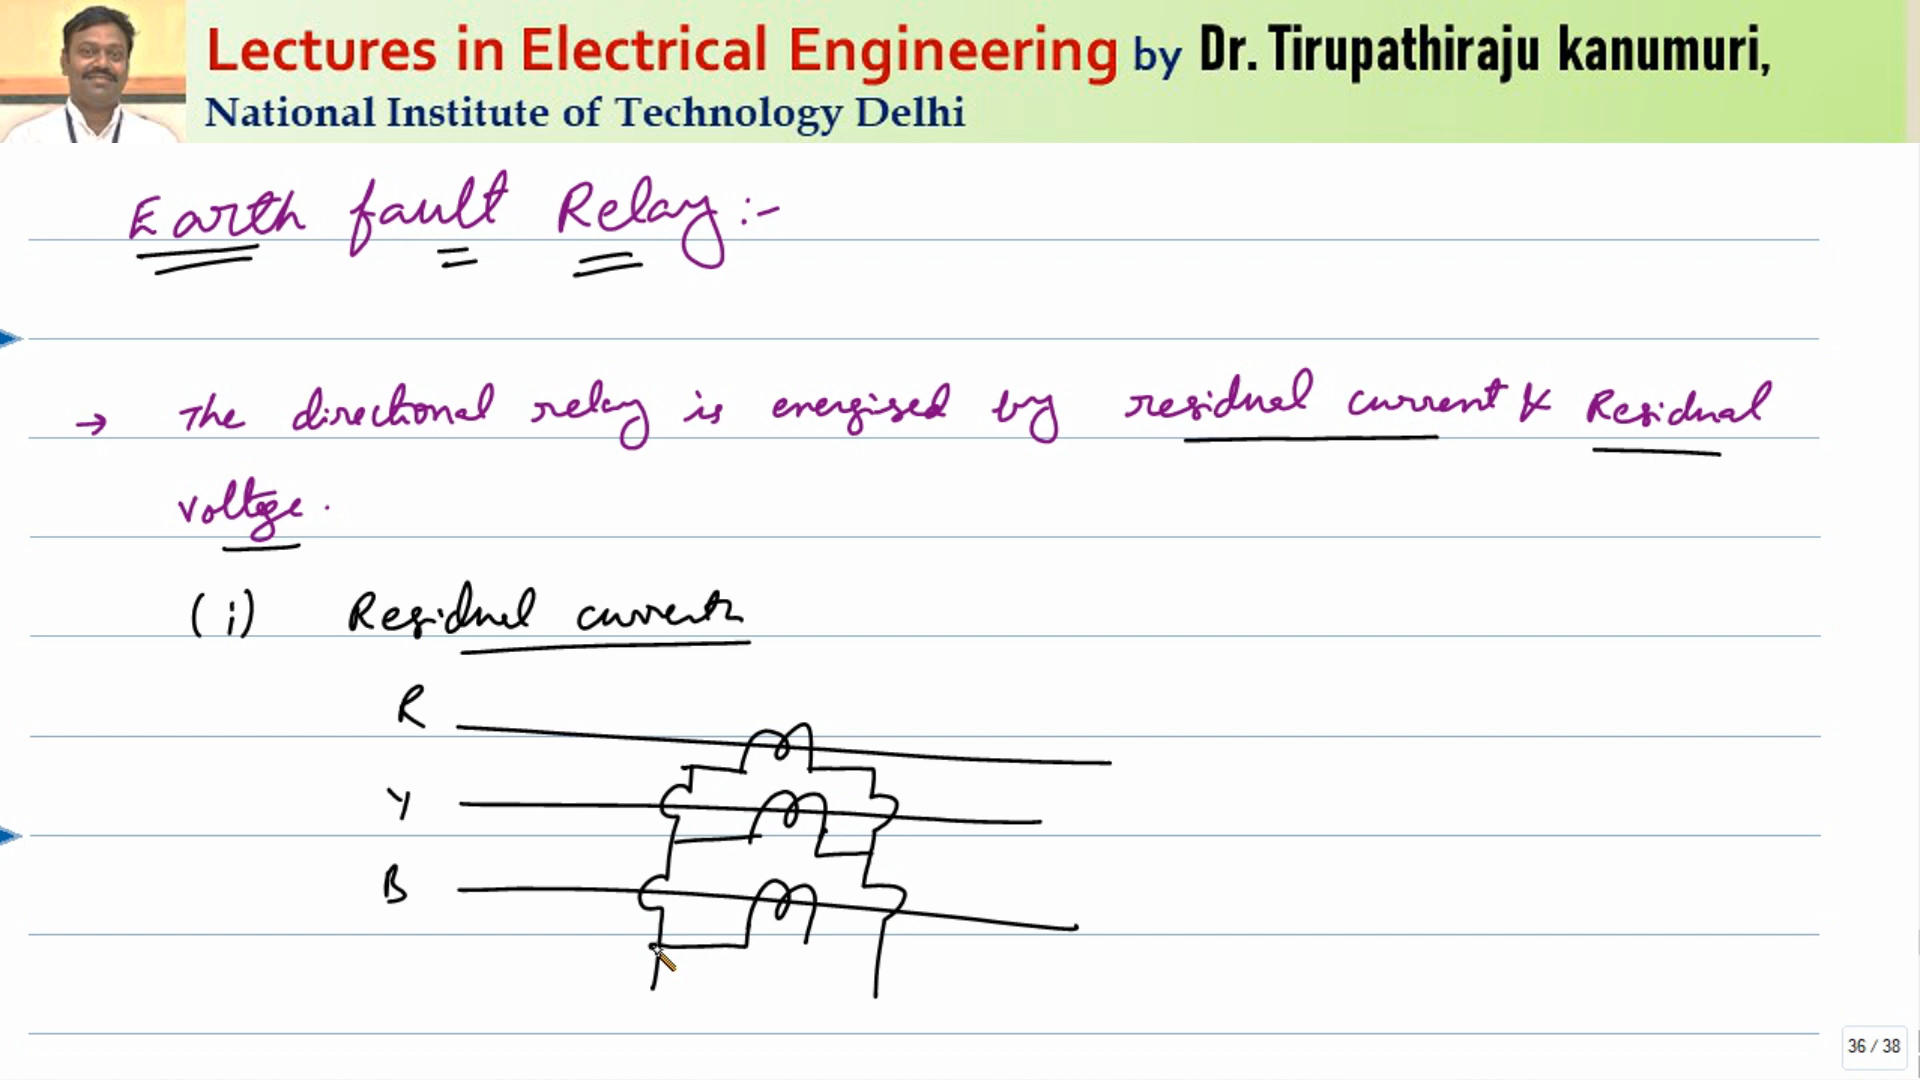 Lectures in Electrical Engineering by Dr. Tirupathiraju kanumuri,
National Institute of Technology Delhi
Earth fault Relay :-
→ The directional relay is energised by residual current & Residual
voltage.
(i) Residual current
R
Y
B
36 / 38